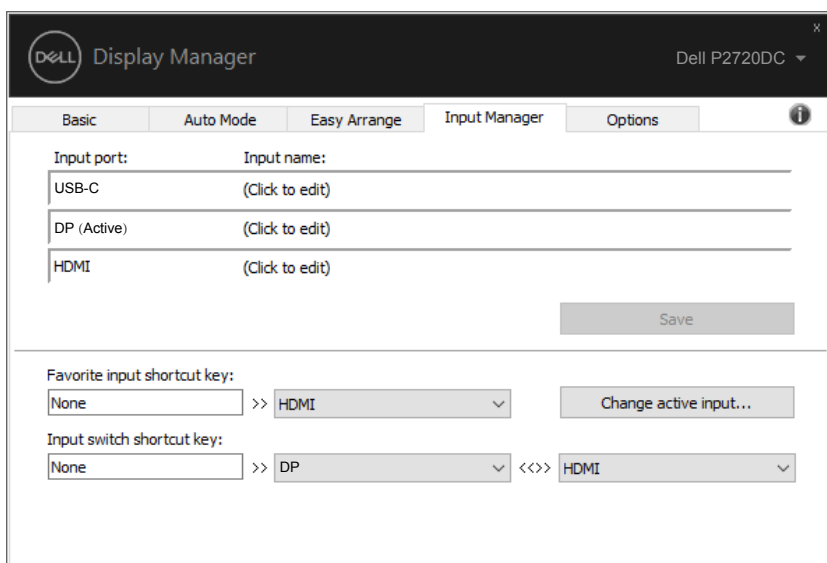 x
DELL Display Manager Dell P2720DC
Basic Auto Mode Easy Arrange Input Manager Options i
Input port: Input name:
USB-C (Click to edit)
DP (Active) (Click to edit)
HDMI (Click to edit)
Save
Favorite input shortcut key:
None >> HDMI Change active input...
Input switch shortcut key:
None >> DP <<>> HDMI